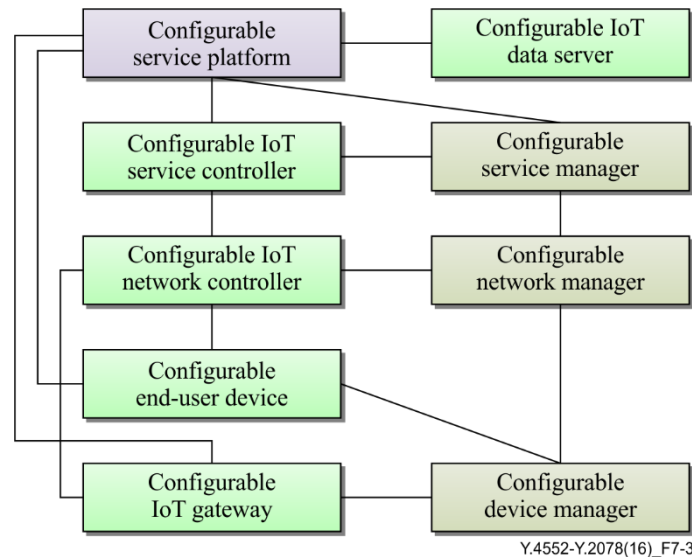 Configurable
service platform
Configurable IoT
data server
Configurable IoT
service controller
Configurable
service manager
Configurable IoT
network controller
Configurable
network manager
Configurable
end-user device
Configurable
IoT gateway
Configurable
device manager
Y.4552-Y.2078(16)_F7-3